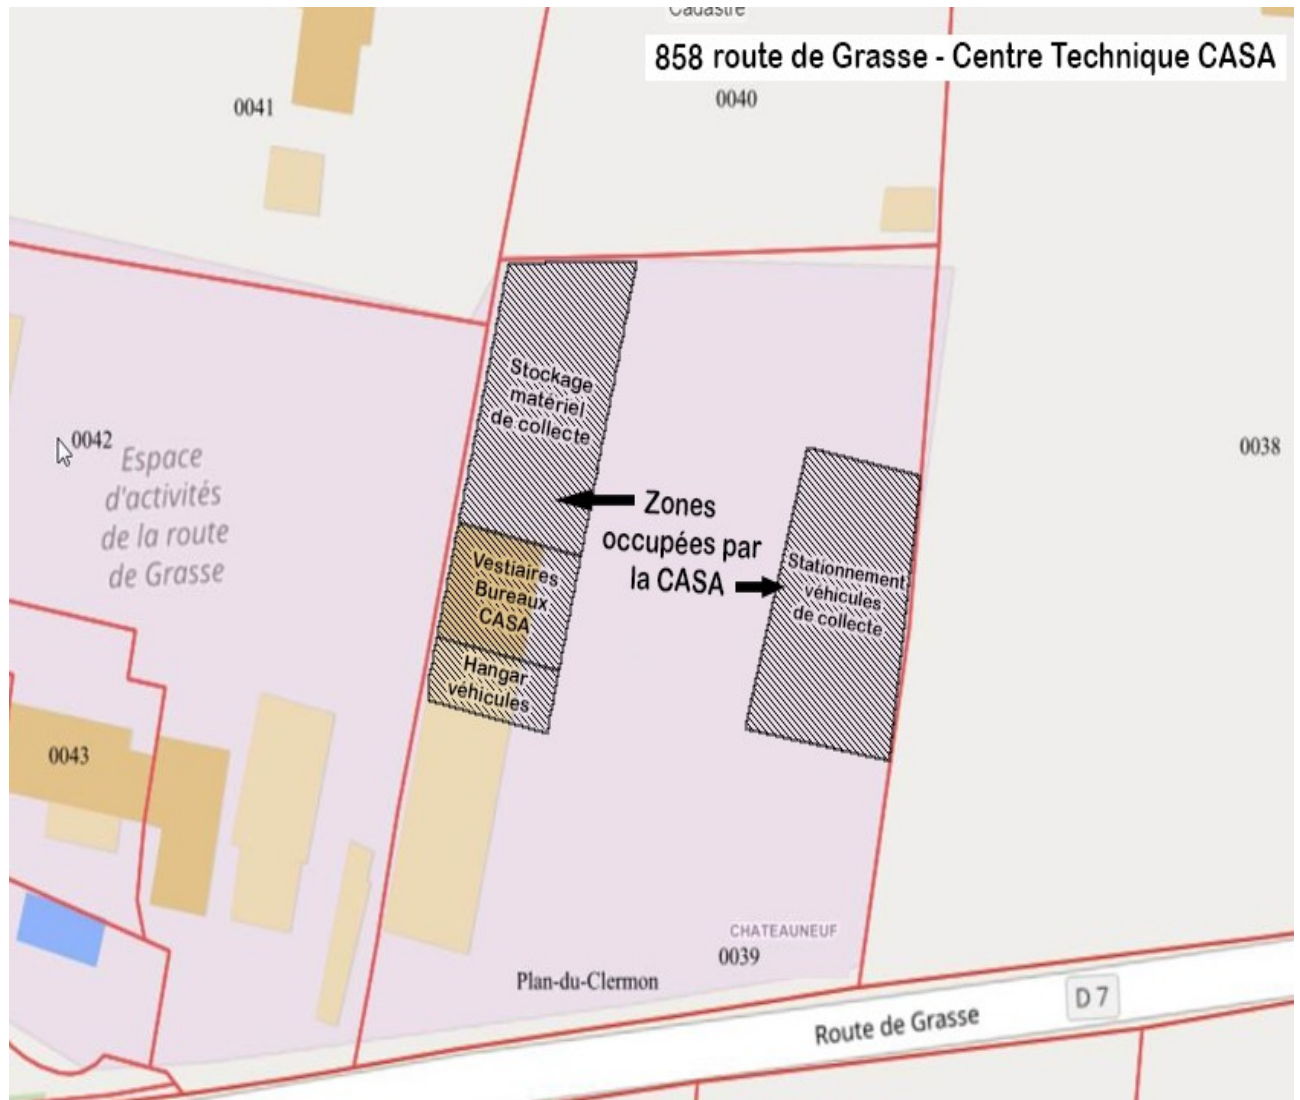 Cadastre
858 route de Grasse - Centre Technique CASA
0041
0040
Stockage
matériel
de collecte
0042
Espace
d'activités
de la route
de Grasse
0038
Zones
occupées par
la CASA
Vestiaires
Bureaux
CASA
Stationnement
véhicules
de collecte
Hangar
véhicules
0043
CHATEAUNEUF
0039
Plan-du-Clermon
D 7
Route de Grasse